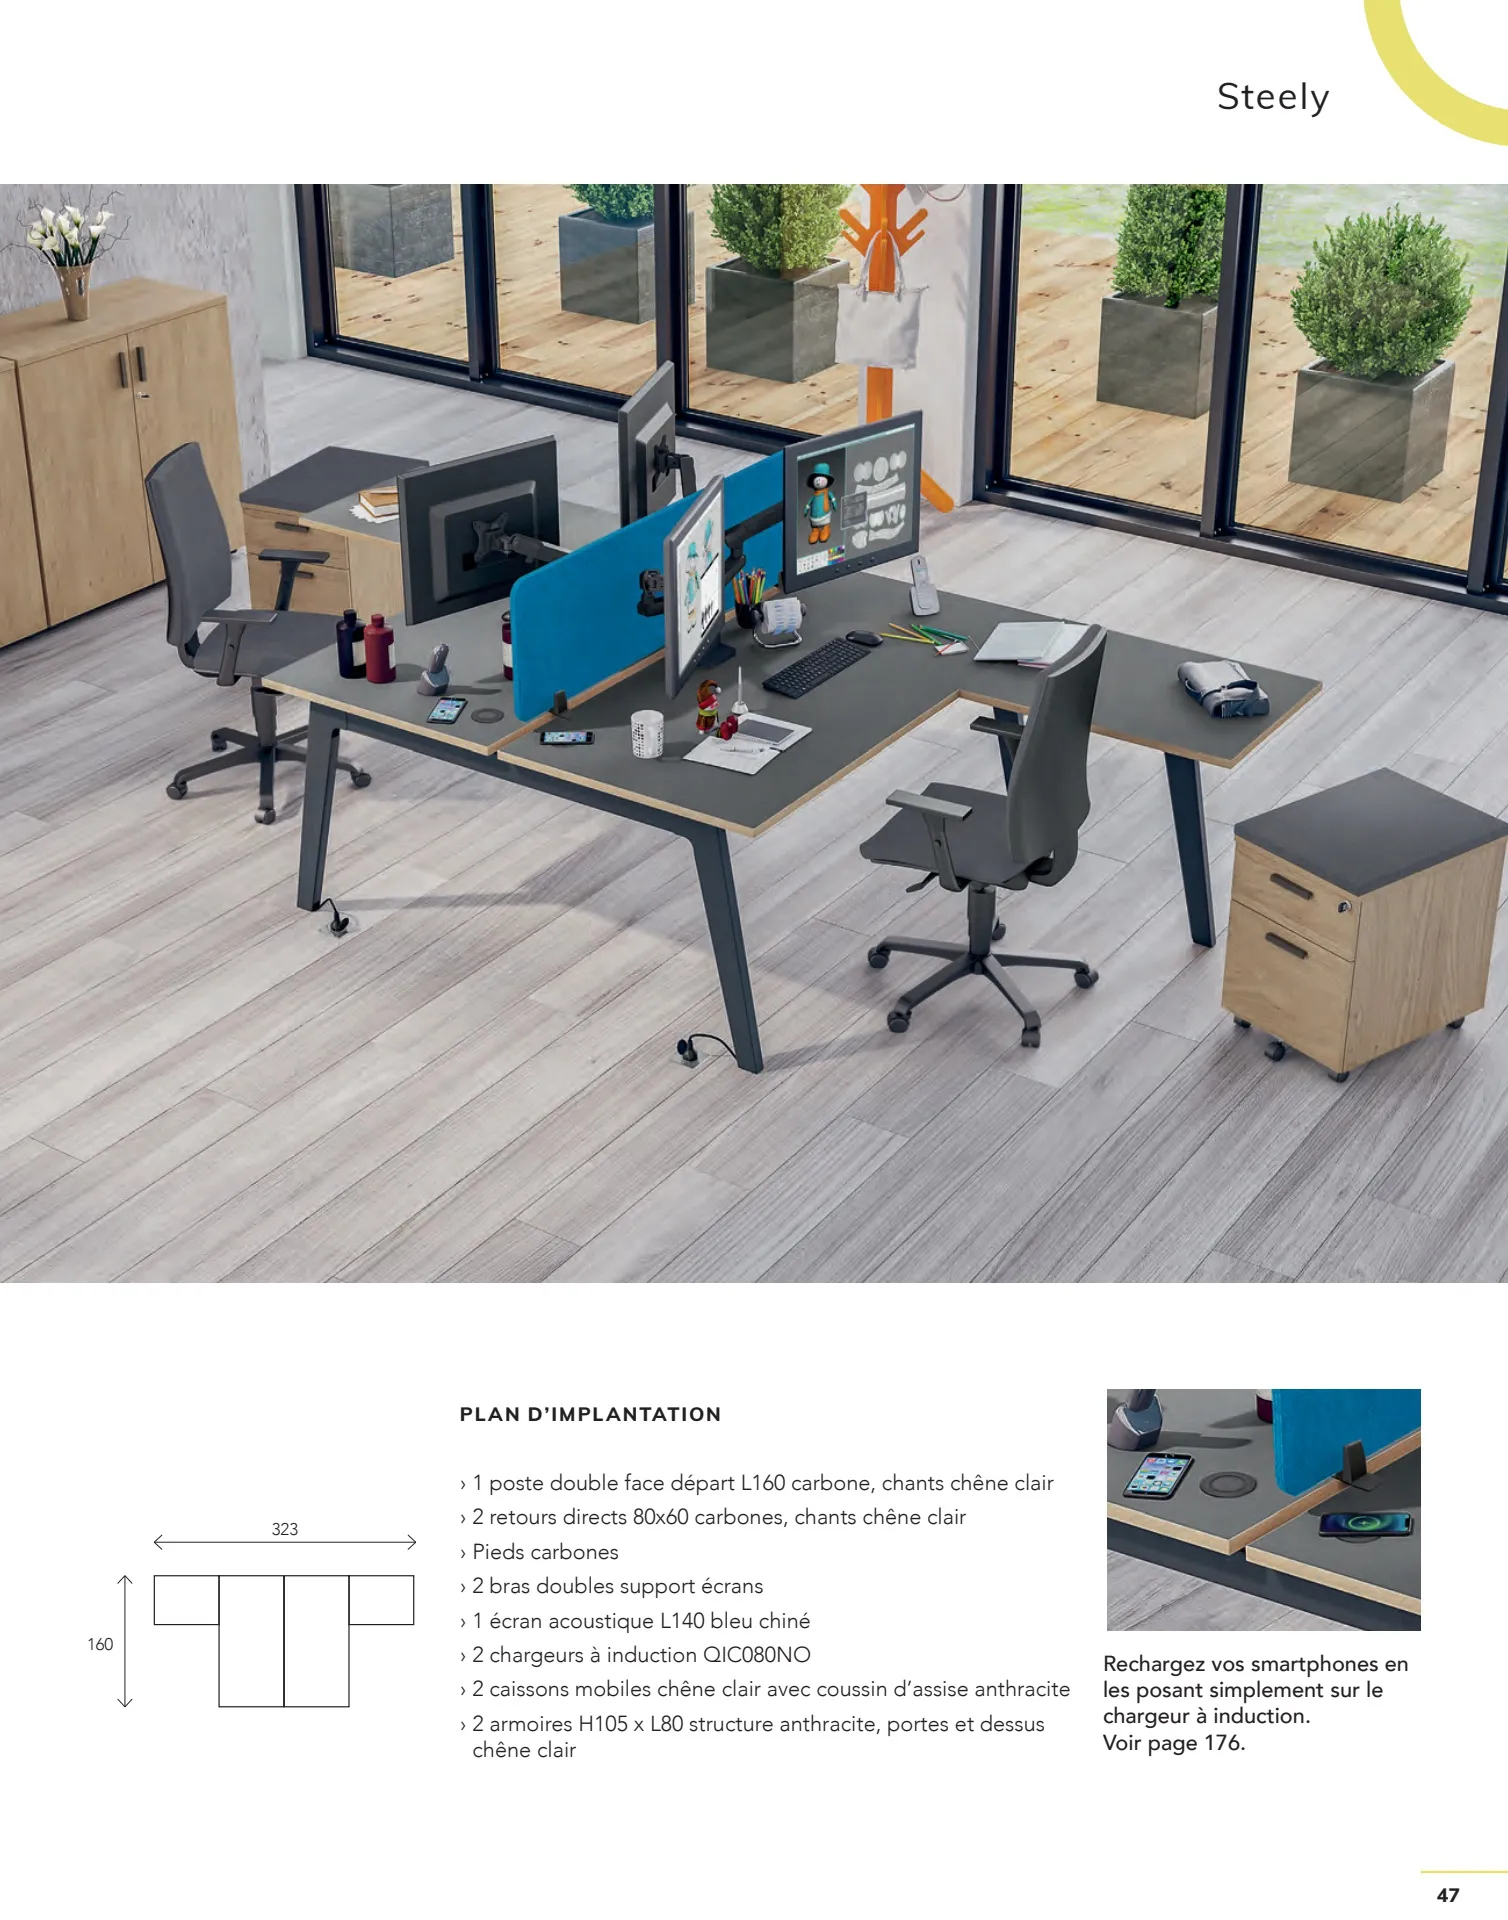 Steely
PLAN D’IMPLANTATION
› 1 poste double face départ L160 carbone, chants chêne clair
› 2 retours directs 80x60 carbones, chants chêne clair
› Pieds carbones
› 2 bras doubles support écrans
› 1 écran acoustique L140 bleu chiné
› 2 chargeurs à induction QIC080NO
› 2 caissons mobiles chêne clair avec coussin d’assise anthracite
› 2 armoires H105 x L80 structure anthracite, portes et dessus
chêne clair
323
160
Rechargez vos smartphones en
les posant simplement sur le
chargeur à induction.
Voir page 176.
47